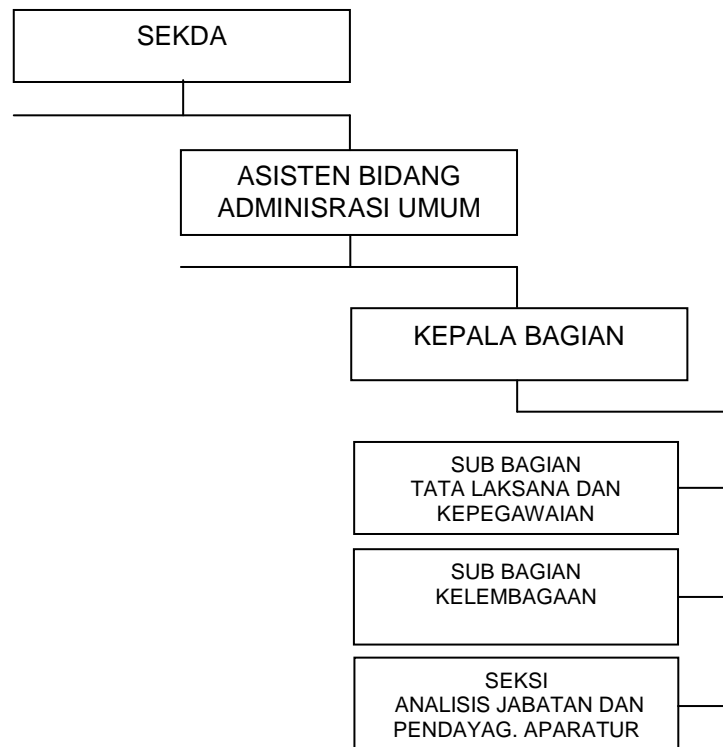 SEKDA
ASISTEN BIDANG
ADMINISRASI UMUM
KEPALA BAGIAN
SUB BAGIAN
TATA LAKSANA DAN
KEPEGAWAIAN
SUB BAGIAN
KELEMBAGAAN
SEKSI
ANALISIS JABATAN DAN
PENDAYAG. APARATUR